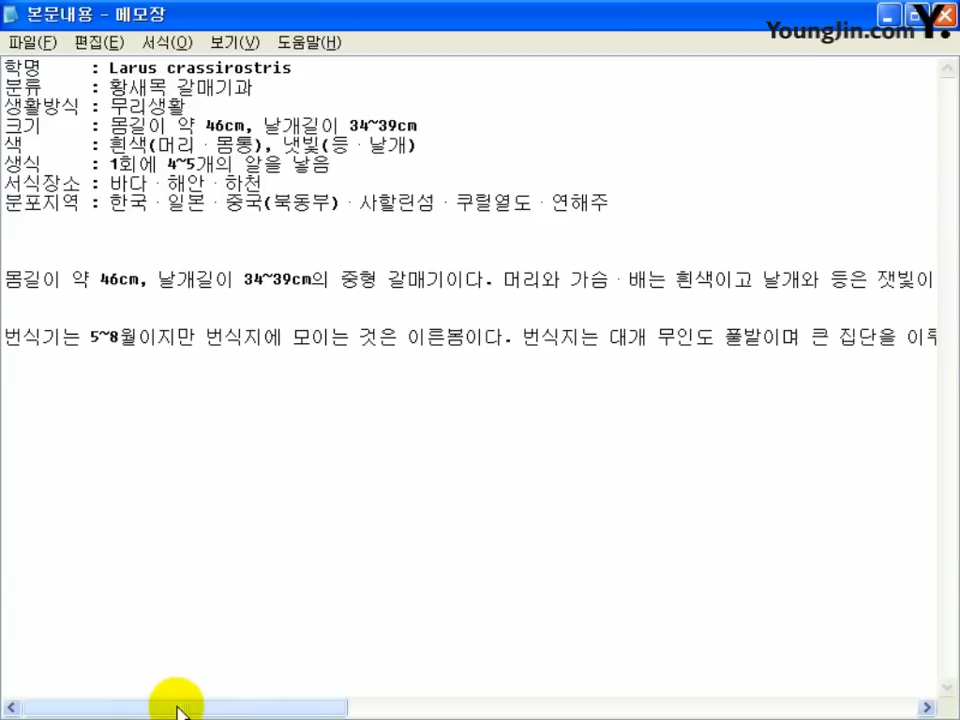 본문내용 - 메모장
YoungJin.com Y.
파일(F) 편집(E) 서식(O) 보기(V) 도움말(H)
학명 : Larus crassirostris
분류 : 황새목 갈매기과
생활방식 : 무리생활
크기 : 몸길이 약 46cm, 날개길이 34~39cm
색 : 흰색(머리·몸통), 잿빛(등·날개)
생식 : 1회에 4~5개의 알을 낳음
서식장소 : 바다·해안·하천
분포지역 : 한국·일본·중국(북동부)·사할린섬·쿠릴열도·연해주
몸길이 약 46cm, 날개길이 34~39cm의 중형 갈매기이다. 머리와 가슴·배는 흰색이고 날개와 등은 잿빛이
번식기는 5~8월이지만 번식지에 모이는 것은 이른봄이다. 번식지는 대개 무인도 풀밭이며 큰 집단을 이루